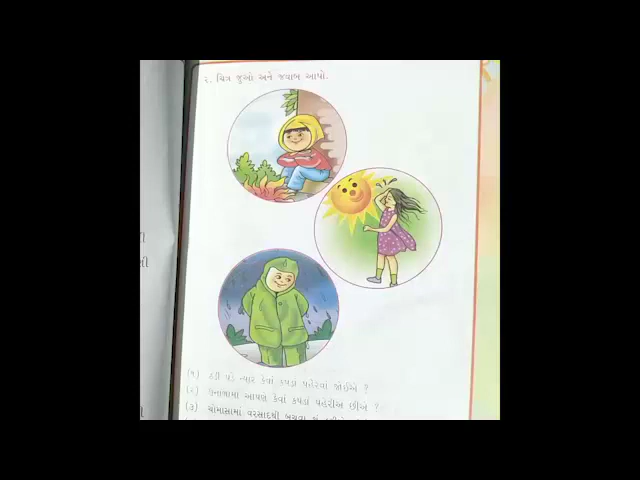 ૨. ચિત્ર જુઓ અને જવાબ આપો.
(૧) ઠંડી પડે ત્યારે કેવાં કપડાં પહેરવાં જોઈએ ?
(૨) ઉનાળામાં આપણે કેવાં કપડાં પહેરીએ છીએ ?
(૩) ચોમાસામાં વરસાદથી બચવા શું